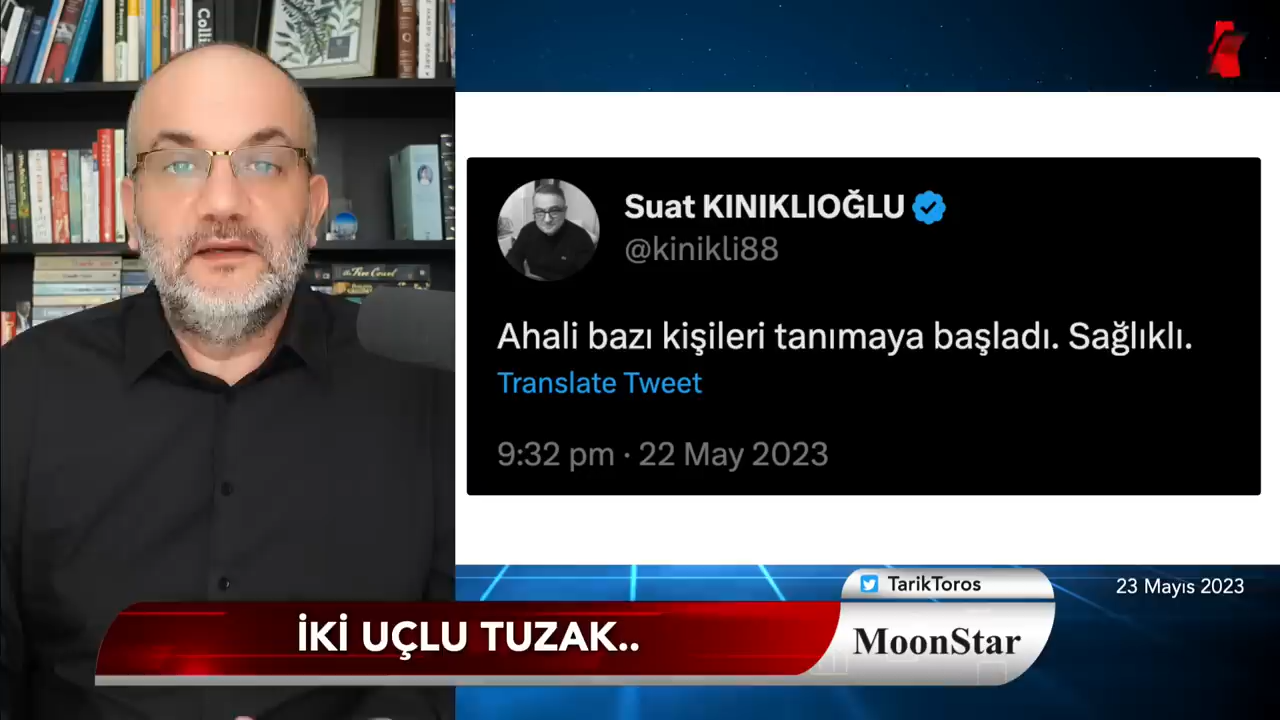 Suat KINIKLIOĞLU
@kinikli88
Ahali bazı kişileri tanımaya başladı. Sağlıklı.
Translate Tweet
9:32 pm · 22 May 2023
TarikToros
23 Mayıs 2023
İKİ UÇLU TUZAK..
MoonStar